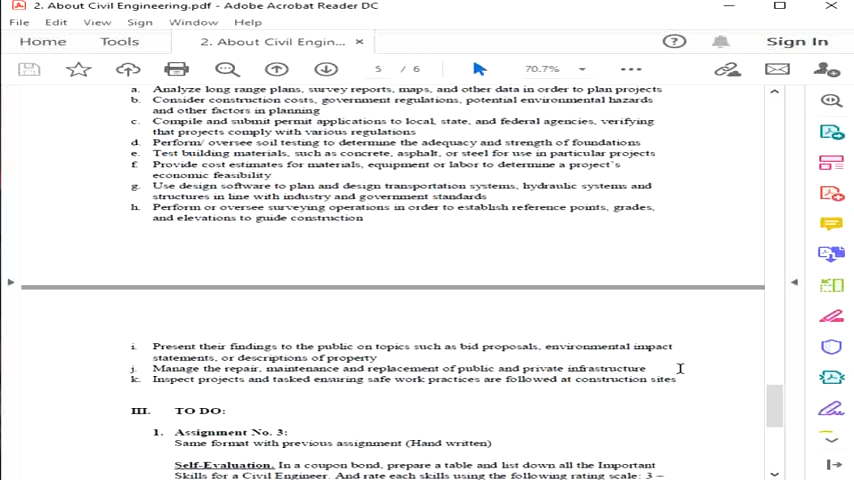 2. About Civil Engineering.pdf - Adobe Acrobat Reader DC
File Edit View Sign Window Help
Home Tools 2. About Civil Engin... × Sign In
5 / 6 70.7%
a. Analyze long range plans, survey reports, maps, and other data in order to plan projects
b. Consider construction costs, government regulations, potential environmental hazards
and other factors in planning
c. Compile and submit permit applications to local, state, and federal agencies, verifying
that projects comply with various regulations
d. Perform/ oversee soil testing to determine the adequacy and strength of foundations
e. Test building materials, such as concrete, asphalt, or steel for use in particular projects
f. Provide cost estimates for materials, equipment or labor to determine a project's
economic feasibility
g. Use design software to plan and design transportation systems, hydraulic systems and
structures in line with industry and government standards
h. Perform or oversee surveying operations in order to establish reference points, grades,
and elevations to guide construction
i. Present their findings to the public on topics such as bid proposals, environmental impact
statements, or descriptions of property
j. Manage the repair, maintenance and replacement of public and private infrastructure
k. Inspect projects and tasked ensuring safe work practices are followed at construction sites
III. TO DO:
1. Assignment No. 3:
Same format with previous assignment (Hand written)
Self-Evaluation. In a coupon bond, prepare a table and list down all the Important
Skills for a Civil Engineer. And rate each skills using the following rating scale: 3 –